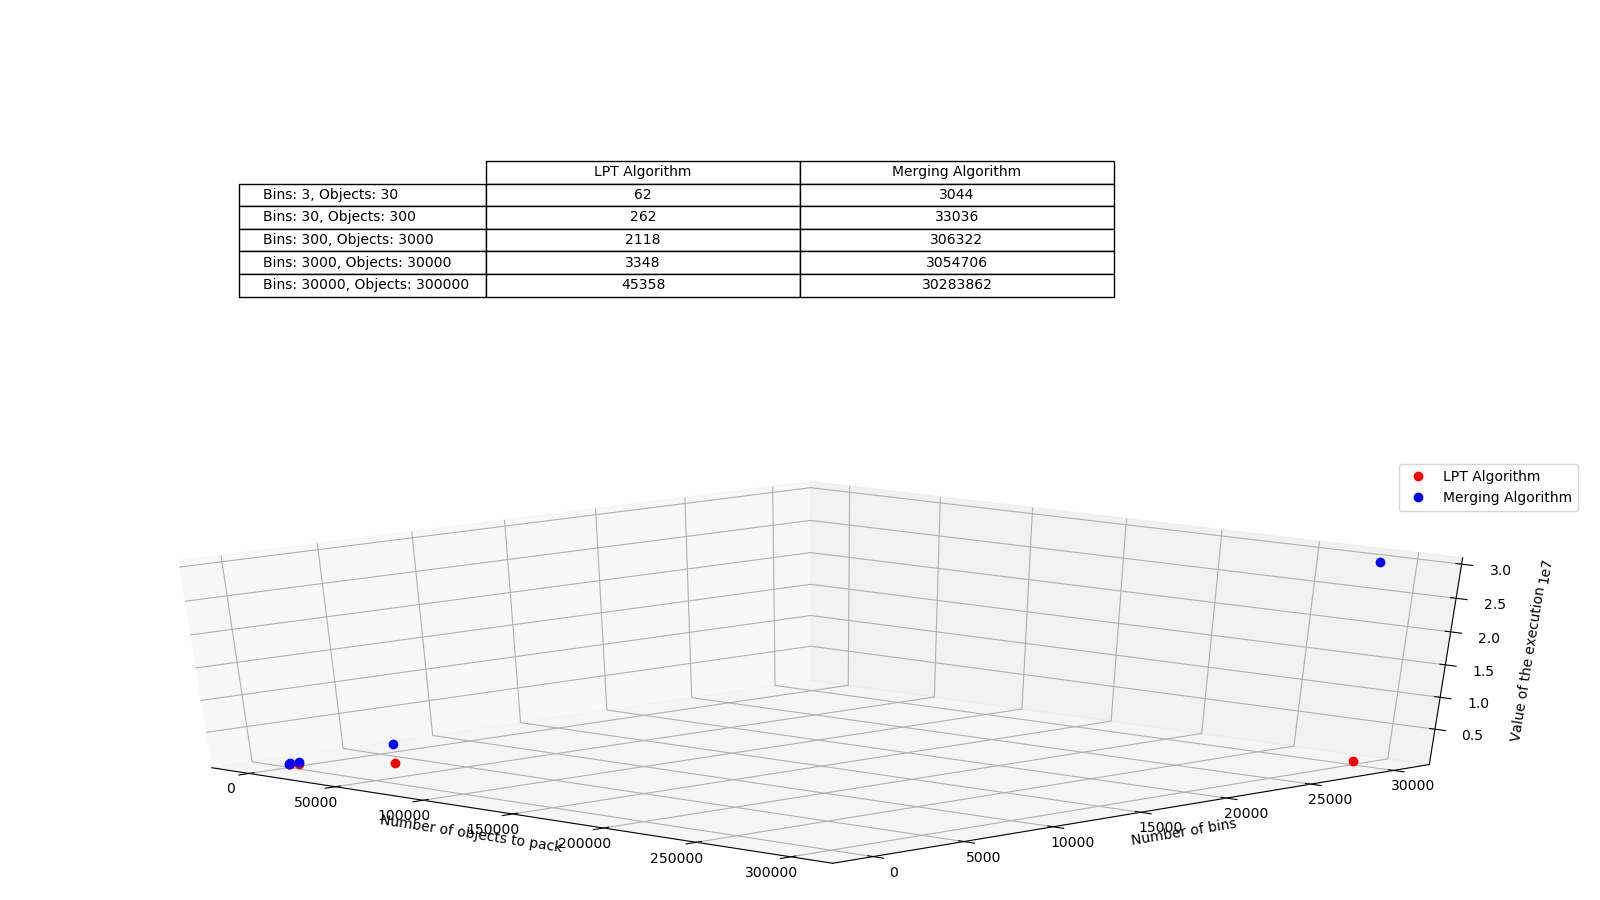 LPT Algorithm Merging Algorithm
Bins: 3, Objects: 30 62 3044
Bins: 30, Objects: 300 262 33036
Bins: 300, Objects: 3000 2118 306322
Bins: 3000, Objects: 30000 3348 3054706
Bins: 30000, Objects: 300000 45358 30283862
LPT Algorithm
Merging Algorithm
1e7
3.0
2.5
2.0
1.5
1.0
0.5
Value of the execution
0
50000
100000
150000
200000
250000
300000
Number of objects to pack
0
5000
10000
15000
20000
25000
30000
Number of bins